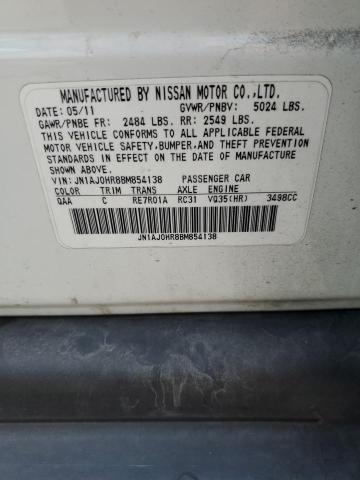 MANUFACTURED BY NISSAN MOTOR CO.,LTD.
DATE: 05/11 GVWR/PNBV: 5024 LBS.
GAWR/PNBE FR: 2484 LBS. RR: 2549 LBS.
THIS VEHICLE CONFORMS TO ALL APPLICABLE FEDERAL
MOTOR VEHICLE SAFETY,BUMPER,AND THEFT PREVENTION
STANDARDS IN EFFECT ON THE DATE OF MANUFACTURE
SHOWN ABOVE.
VIN: JN1AJ0HR8BM854138 PASSENGER CAR
COLOR TRIM TRANS AXLE ENGINE
QAA C RE7R01A RC31 VQ35(HR) 3498CC
JN1AJ0HR8BM854138